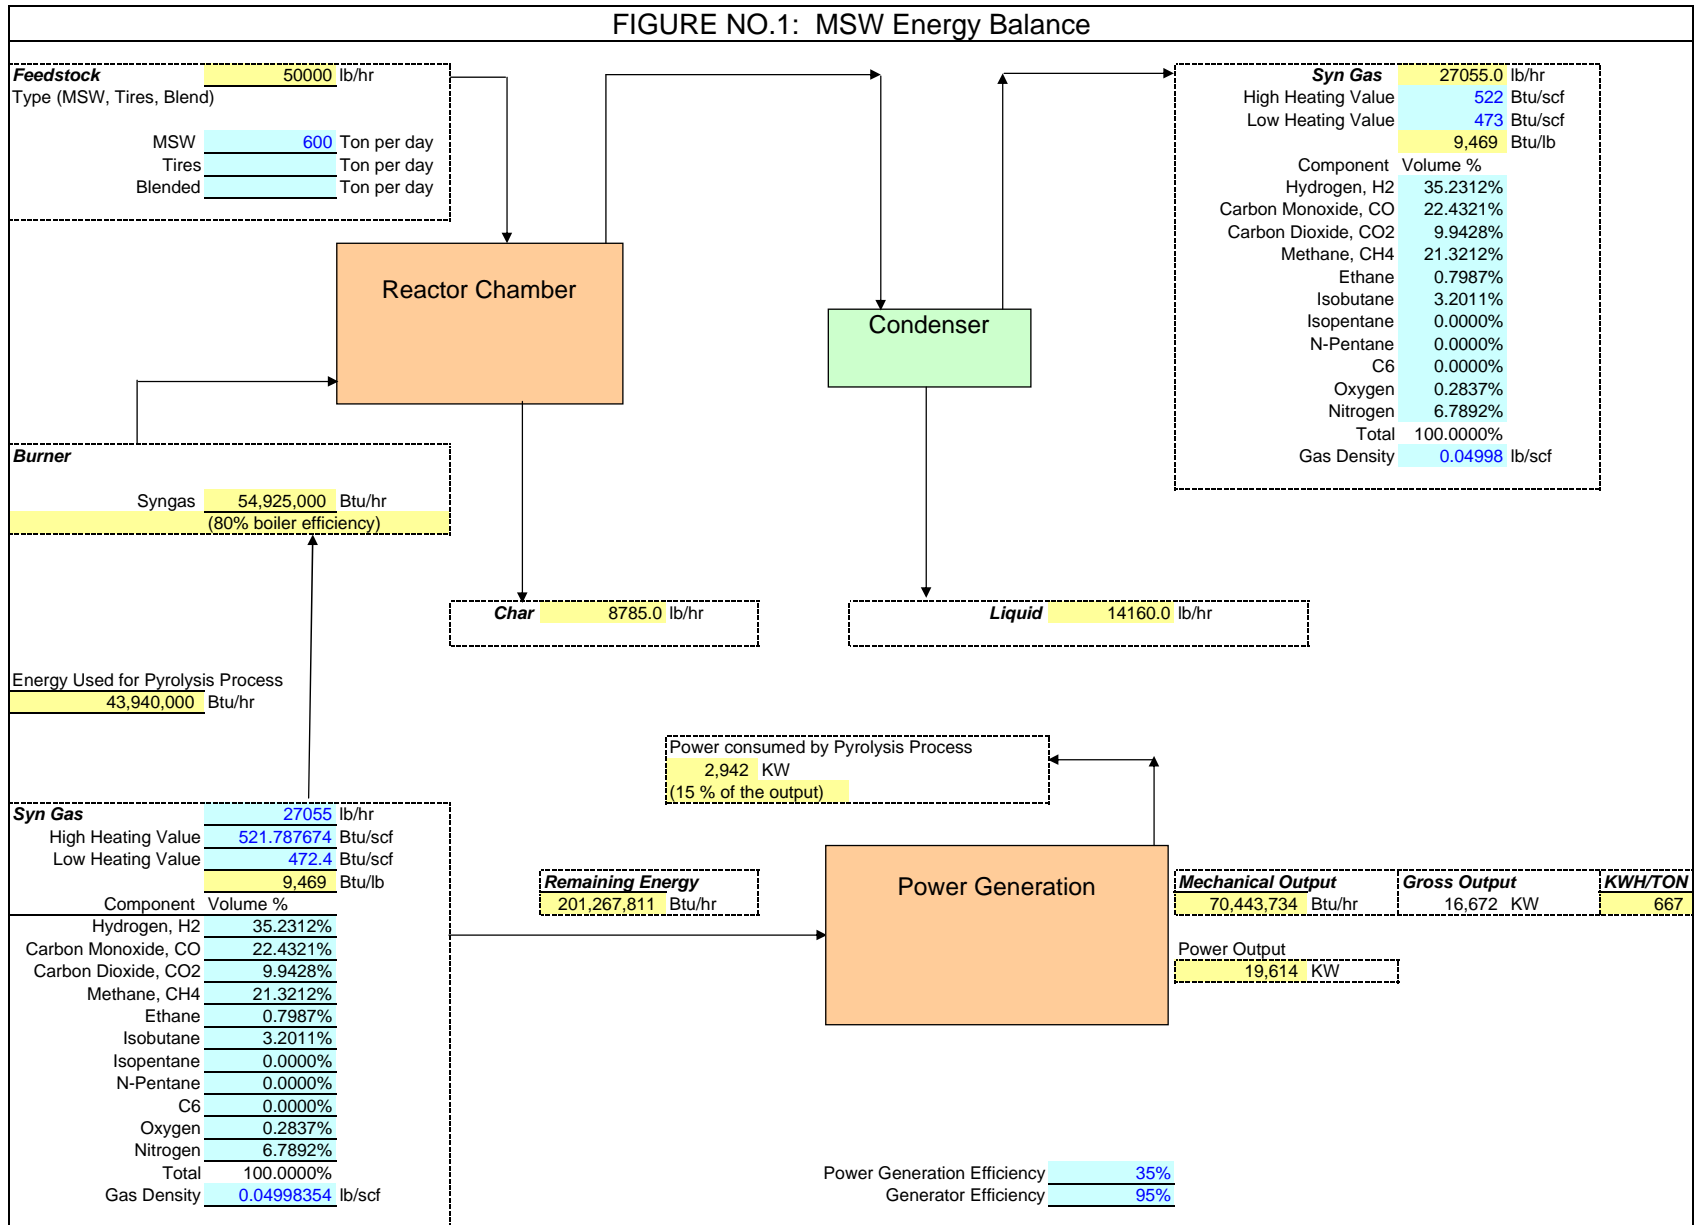 FIGURE NO.1: MSW Energy Balance
Feedstock 50000 lb/hr
Type (MSW, Tires, Blend)
MSW 600 Ton per day
Tires Ton per day
Blended Ton per day
Syn Gas 27055.0 lb/hr
High Heating Value 522 Btu/scf
Low Heating Value 473 Btu/scf
9,469 Btu/lb
Component Volume %
Hydrogen, H2 35.2312%
Carbon Monoxide, CO 22.4321%
Carbon Dioxide, CO2 9.9428%
Methane, CH4 21.3212%
Ethane 0.7987%
Isobutane 3.2011%
Isopentane 0.0000%
N-Pentane 0.0000%
C6 0.0000%
Oxygen 0.2837%
Nitrogen 6.7892%
Total 100.0000%
Gas Density 0.04998 lb/scf
Reactor Chamber
Condenser
Burner
Syngas 54,925,000 Btu/hr
(80% boiler efficiency)
Char 8785.0 lb/hr
Liquid 14160.0 lb/hr
Energy Used for Pyrolysis Process
43,940,000 Btu/hr
Power consumed by Pyrolysis Process
2,942 KW
(15 % of the output)
Syn Gas 27055 lb/hr
High Heating Value 521.787674 Btu/scf
Low Heating Value 472.4 Btu/scf
9,469 Btu/lb
Component Volume %
Hydrogen, H2 35.2312%
Carbon Monoxide, CO 22.4321%
Carbon Dioxide, CO2 9.9428%
Methane, CH4 21.3212%
Ethane 0.7987%
Isobutane 3.2011%
Isopentane 0.0000%
N-Pentane 0.0000%
C6 0.0000%
Oxygen 0.2837%
Nitrogen 6.7892%
Total 100.0000%
Gas Density 0.04998354 lb/scf
Remaining Energy
201,267,811 Btu/hr
Power Generation
Mechanical Output Gross Output KWH/TON
70,443,734 Btu/hr 16,672 KW 667
Power Output
19,614 KW
Power Generation Efficiency 35%
Generator Efficiency 95%